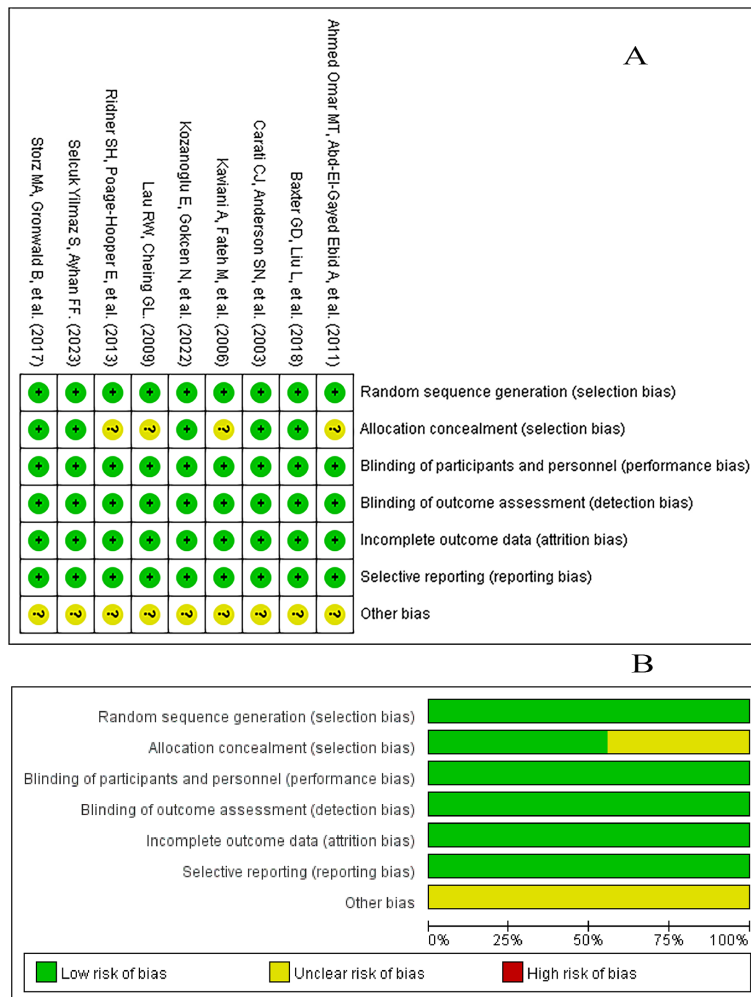 A
Storz MA, Gronwald B, et al. (2017)
Selcuk Yilmaz S, Ayhan FF. (2023)
Ridner SH, Poage-Hooper E, et al. (2013)
Lau RW, Cheing GL. (2009)
Kozanoglu E, Gokcen N, et al. (2022)
Kaviani A, Fateh M, et al. (2006)
Carati CJ, Anderson SN, et al. (2003)
Baxter GD, Liu L, et al. (2018)
Ahmed Omar MT, Abd-El-Gayed Ebid A, et al. (2011)
+ + + + + + + + + Random sequence generation (selection bias)
+ + ? ? + ? + + ? Allocation concealment (selection bias)
+ + + + + + + + + Blinding of participants and personnel (performance bias)
+ + + + + + + + + Blinding of outcome assessment (detection bias)
+ + + + + + + + + Incomplete outcome data (attrition bias)
+ + + + + + + + + Selective reporting (reporting bias)
? ? ? ? ? ? ? ? ? Other bias
B
Random sequence generation (selection bias)
Allocation concealment (selection bias)
Blinding of participants and personnel (performance bias)
Blinding of outcome assessment (detection bias)
Incomplete outcome data (attrition bias)
Selective reporting (reporting bias)
Other bias
0% 25% 50% 75% 100%
Low risk of bias Unclear risk of bias High risk of bias